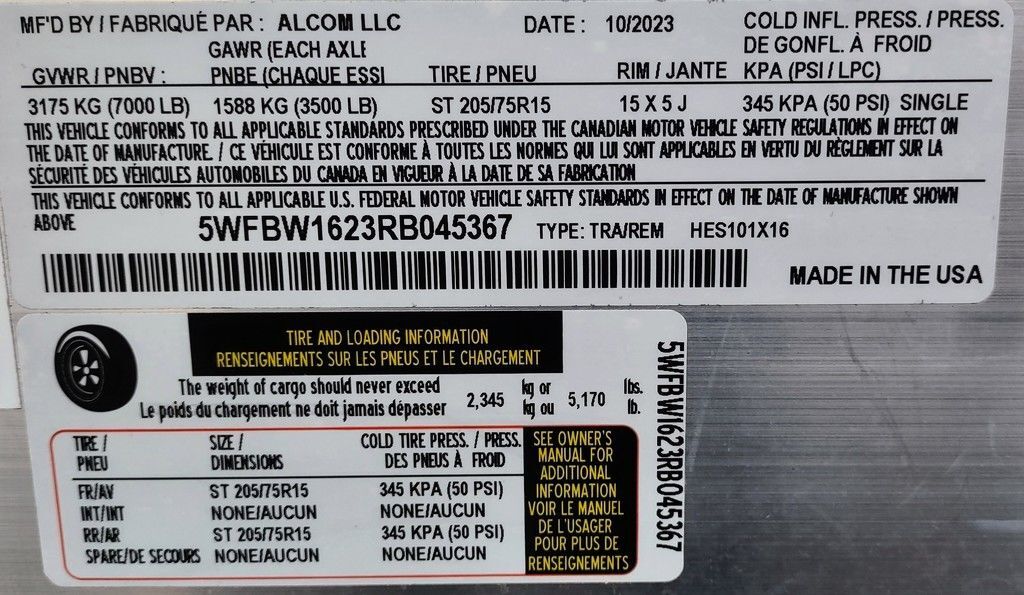 MF'D BY / FABRIQUÉ PAR : ALCOM LLC DATE : 10/2023 COLD INFL. PRESS. / PRESS.
GAWR (EACH AXLE DE GONFL. À FROID
GVWR / PNBV : PNBE (CHAQUE ESSI TIRE / PNEU RIM / JANTE KPA (PSI / LPC)
3175 KG (7000 LB) 1588 KG (3500 LB) ST 205/75R15 15 X 5 J 345 KPA (50 PSI) SINGLE
THIS VEHICLE CONFORMS TO ALL APPLICABLE STANDARDS PRESCRIBED UNDER THE CANADIAN MOTOR VEHICLE SAFETY REGULATIONS IN EFFECT ON
THE DATE OF MANUFACTURE. / CE VÉHICULE EST CONFORME À TOUTES LES NORMES QUI LUI SONT APPLICABLES EN VERTU DU RÈGLEMENT SUR LA
SÉCURITÉ DES VÉHICULES AUTOMOBILES DU CANADA EN VIGUEUR À LA DATE DE SA FABRICATION
THIS VEHICLE CONFORMS TO ALL APPLICABLE U.S. FEDERAL MOTOR VEHICLE SAFETY STANDARDS IN EFFECT ON THE DATE OF MANUFACTURE SHOWN
ABOVE 5WFBW1623RB045367 TYPE: TRA/REM HES101X16
MADE IN THE USA
TIRE AND LOADING INFORMATION
RENSEIGNEMENTS SUR LES PNEUS ET LE CHARGEMENT
The weight of cargo should never exceed 2,345 kg or 5,170 lbs.
Le poids du chargement ne doit jamais dépasser kg ou lb.
TIRE / SIZE / COLD TIRE PRESS. / PRESS.
PNEU DIMENSIONS DES PNEUS À FROID
FR/AV ST 205/75R15 345 KPA (50 PSI)
INT/INT NONE/AUCUN NONE/AUCUN
RR/AR ST 205/75R15 345 KPA (50 PSI)
SPARE/DE SECOURS NONE/AUCUN NONE/AUCUN
SEE OWNER'S
MANUAL FOR
ADDITIONAL
INFORMATION
VOIR LE MANUEL
DE L'USAGER
POUR PLUS DE
RENSEIGNEMENTS
5WFBW1623RB045367